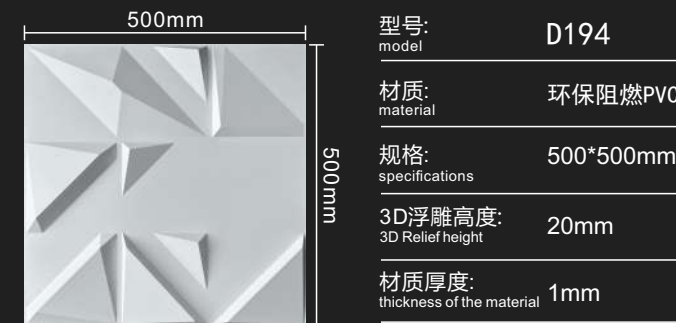 500mm
500mm
型号:
model
D194
材质:
material
环保阻燃PVC
规格:
specifications
500*500mm
3D浮雕高度:
3D Relief height
20mm
材质厚度:
thickness of the material
1mm